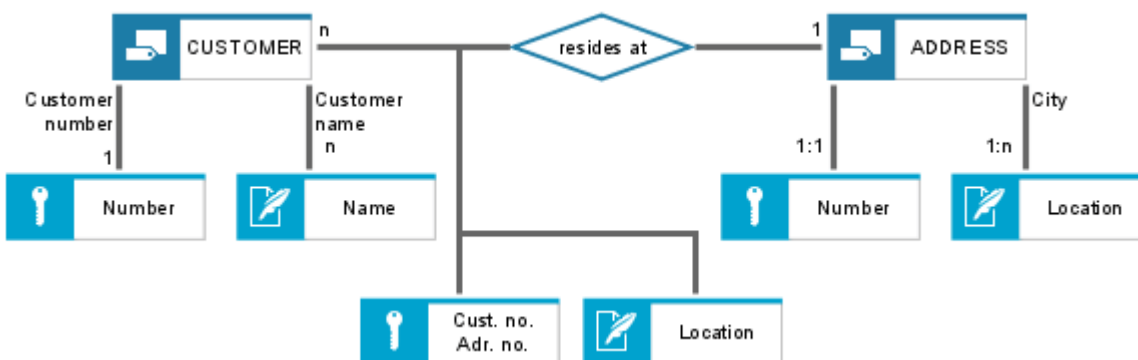 n
1
CUSTOMER
resides at
ADDRESS
Customer
number
Customer
name
City
1
n
1:1
1:n
Number
Name
Number
Location
Cust. no.
Adr. no.
Location